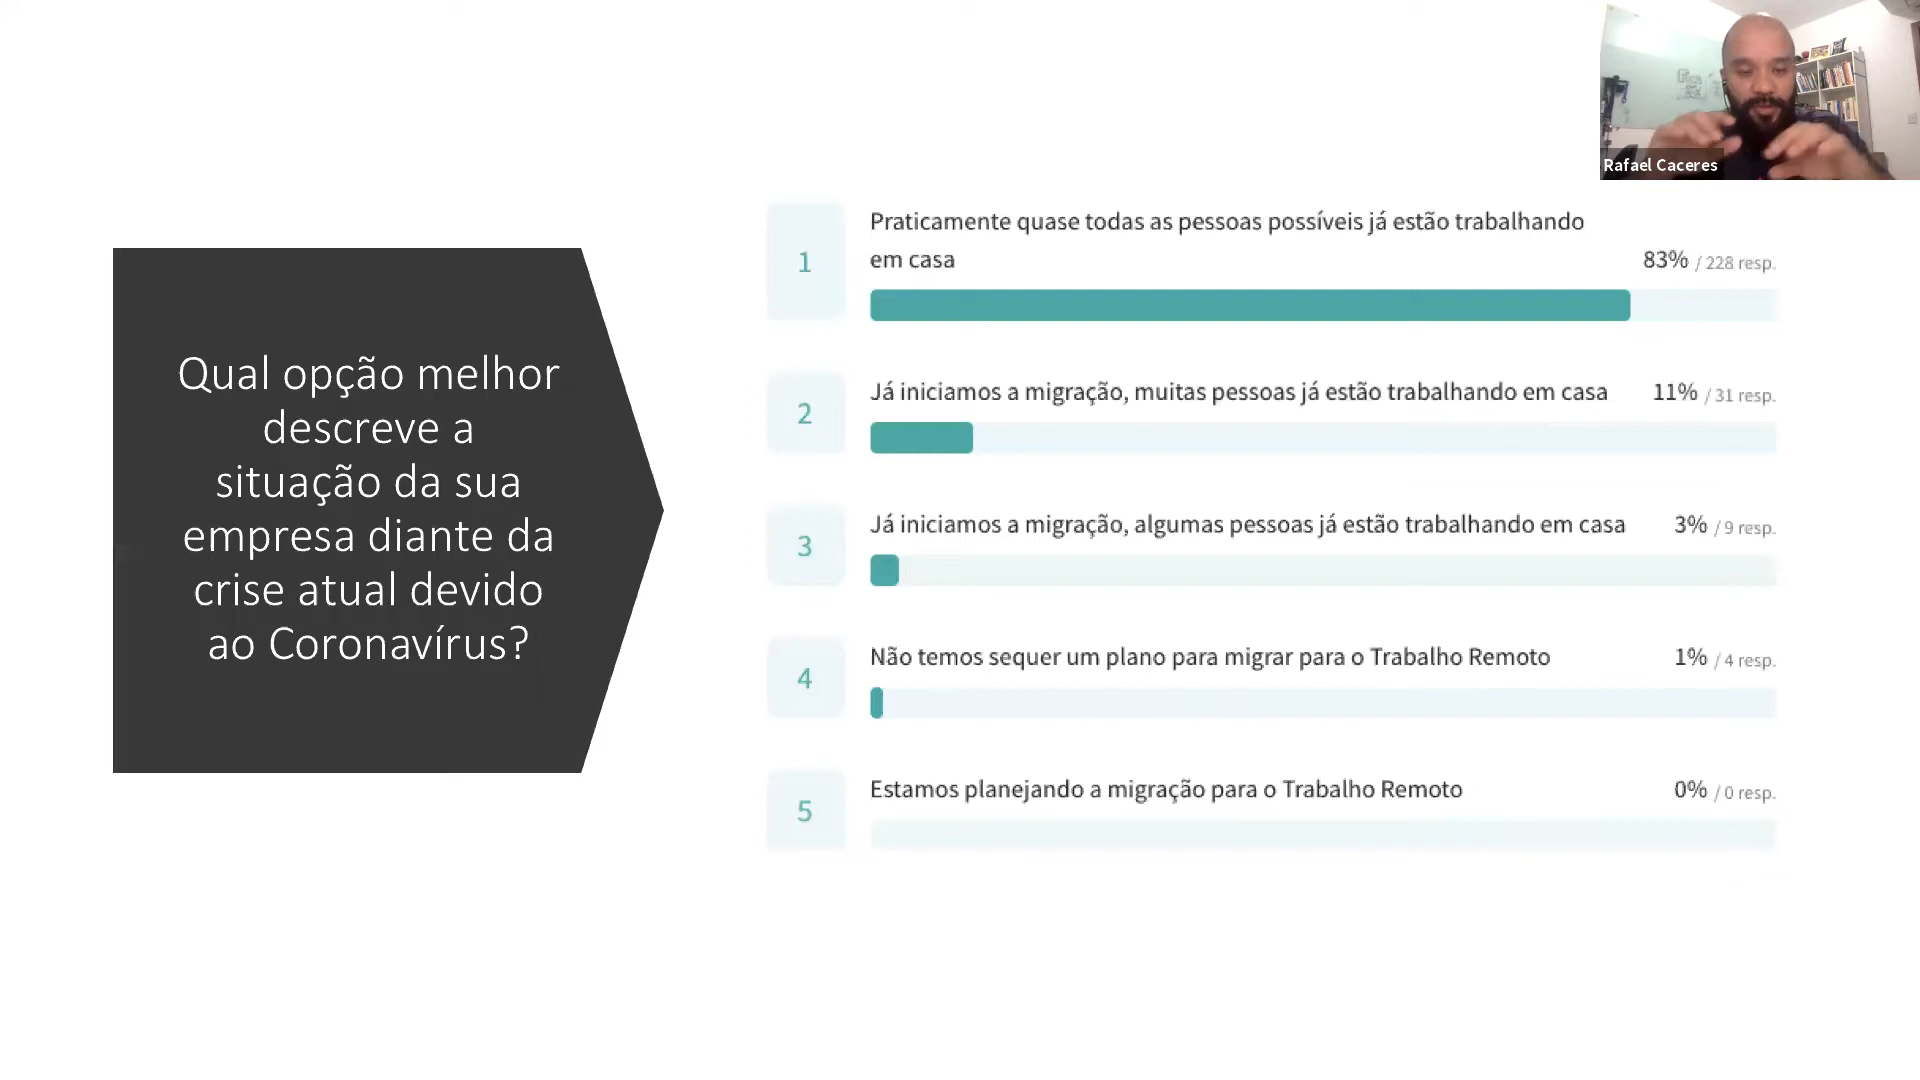 Rafael Caceres
Qual opção melhor
descreve a
situação da sua
empresa diante da
crise atual devido
ao Coronavírus?
1
Praticamente quase todas as pessoas possíveis já estão trabalhando
em casa
83% / 228 resp.
2
Já iniciamos a migração, muitas pessoas já estão trabalhando em casa
11% / 31 resp.
3
Já iniciamos a migração, algumas pessoas já estão trabalhando em casa
3% / 9 resp.
4
Não temos sequer um plano para migrar para o Trabalho Remoto
1% / 4 resp.
5
Estamos planejando a migração para o Trabalho Remoto
0% / 0 resp.